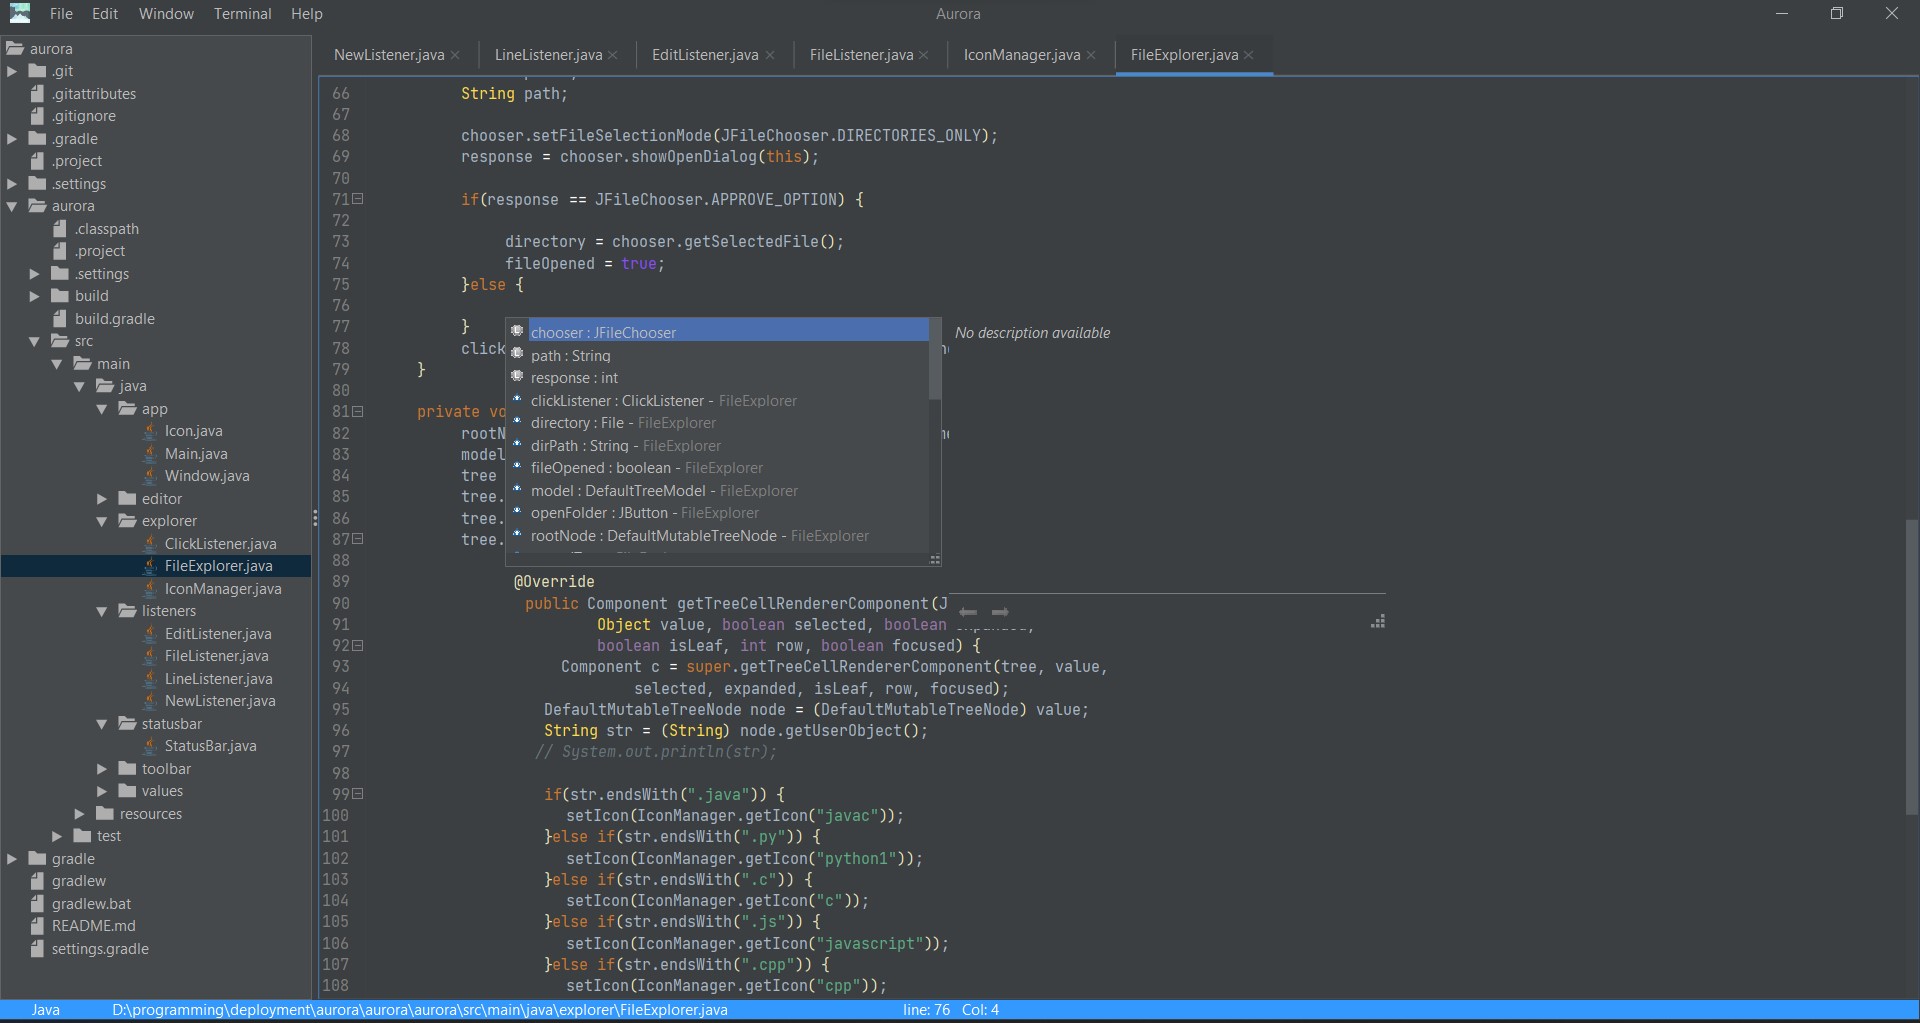 File Edit Window Terminal Help
Aurora
aurora
.git
.gitattributes
.gitignore
.gradle
.project
.settings
aurora
.classpath
.project
.settings
build
build.gradle
src
main
java
app
Icon.java
Main.java
Window.java
editor
explorer
ClickListener.java
FileExplorer.java
IconManager.java
listeners
EditListener.java
FileListener.java
LineListener.java
NewListener.java
statusbar
StatusBar.java
toolbar
values
resources
test
gradle
gradlew
gradlew.bat
README.md
settings.gradle
NewListener.java LineListener.java EditListener.java FileListener.java IconManager.java FileExplorer.java
66 String path;
67
68 chooser.setFileSelectionMode(JFileChooser.DIRECTORIES_ONLY);
69 response = chooser.showOpenDialog(this);
70
71 if(response == JFileChooser.APPROVE_OPTION) {
72
73 directory = chooser.getSelectedFile();
74 fileOpened = true;
75 }else {
76
77 }
78 click
79 }
80
81 private vo
82 rootN
83 model
84 tree
85 tree.
86 tree.
87 tree.
88
chooser : JFileChooser
path : String
response : int
clickListener : ClickListener - FileExplorer
directory : File - FileExplorer
dirPath : String - FileExplorer
fileOpened : boolean - FileExplorer
model : DefaultTreeModel - FileExplorer
openFolder : JButton - FileExplorer
rootNode : DefaultMutableTreeNode - FileExplorer
No description available
89 @Override
90 public Component getTreeCellRendererComponent(J
91 Object value, boolean selected, boolean
92 boolean isLeaf, int row, boolean focused) {
93 Component c = super.getTreeCellRendererComponent(tree, value,
94 selected, expanded, isLeaf, row, focused);
95 DefaultMutableTreeNode node = (DefaultMutableTreeNode) value;
96 String str = (String) node.getUserObject();
97 // System.out.println(str);
98
99 if(str.endsWith(".java")) {
100 setIcon(IconManager.getIcon("javac"));
101 }else if(str.endsWith(".py")) {
102 setIcon(IconManager.getIcon("python1"));
103 }else if(str.endsWith(".c")) {
104 setIcon(IconManager.getIcon("c"));
105 }else if(str.endsWith(".js")) {
106 setIcon(IconManager.getIcon("javascript"));
107 }else if(str.endsWith(".cpp")) {
108 setIcon(IconManager.getIcon("cpp"));
Java D:\programming\deployment\aurora\aurora\aurora\src\main\java\explorer\FileExplorer.java line: 76 Col: 4